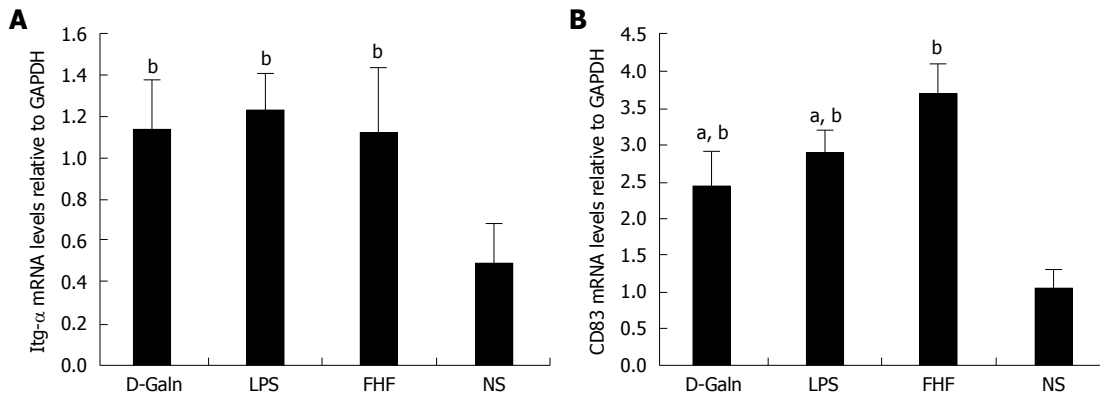 A
Itg-α mRNA levels relative to GAPDH
1.6
1.4
1.2
1.0
0.8
0.6
0.4
0.2
0.0
b
b
b
D-Galn
LPS
FHF
NS
B
CD83 mRNA levels relative to GAPDH
4.5
4.0
3.5
3.0
2.5
2.0
1.5
1.0
0.5
0.0
a, b
a, b
b
D-Galn
LPS
FHF
NS